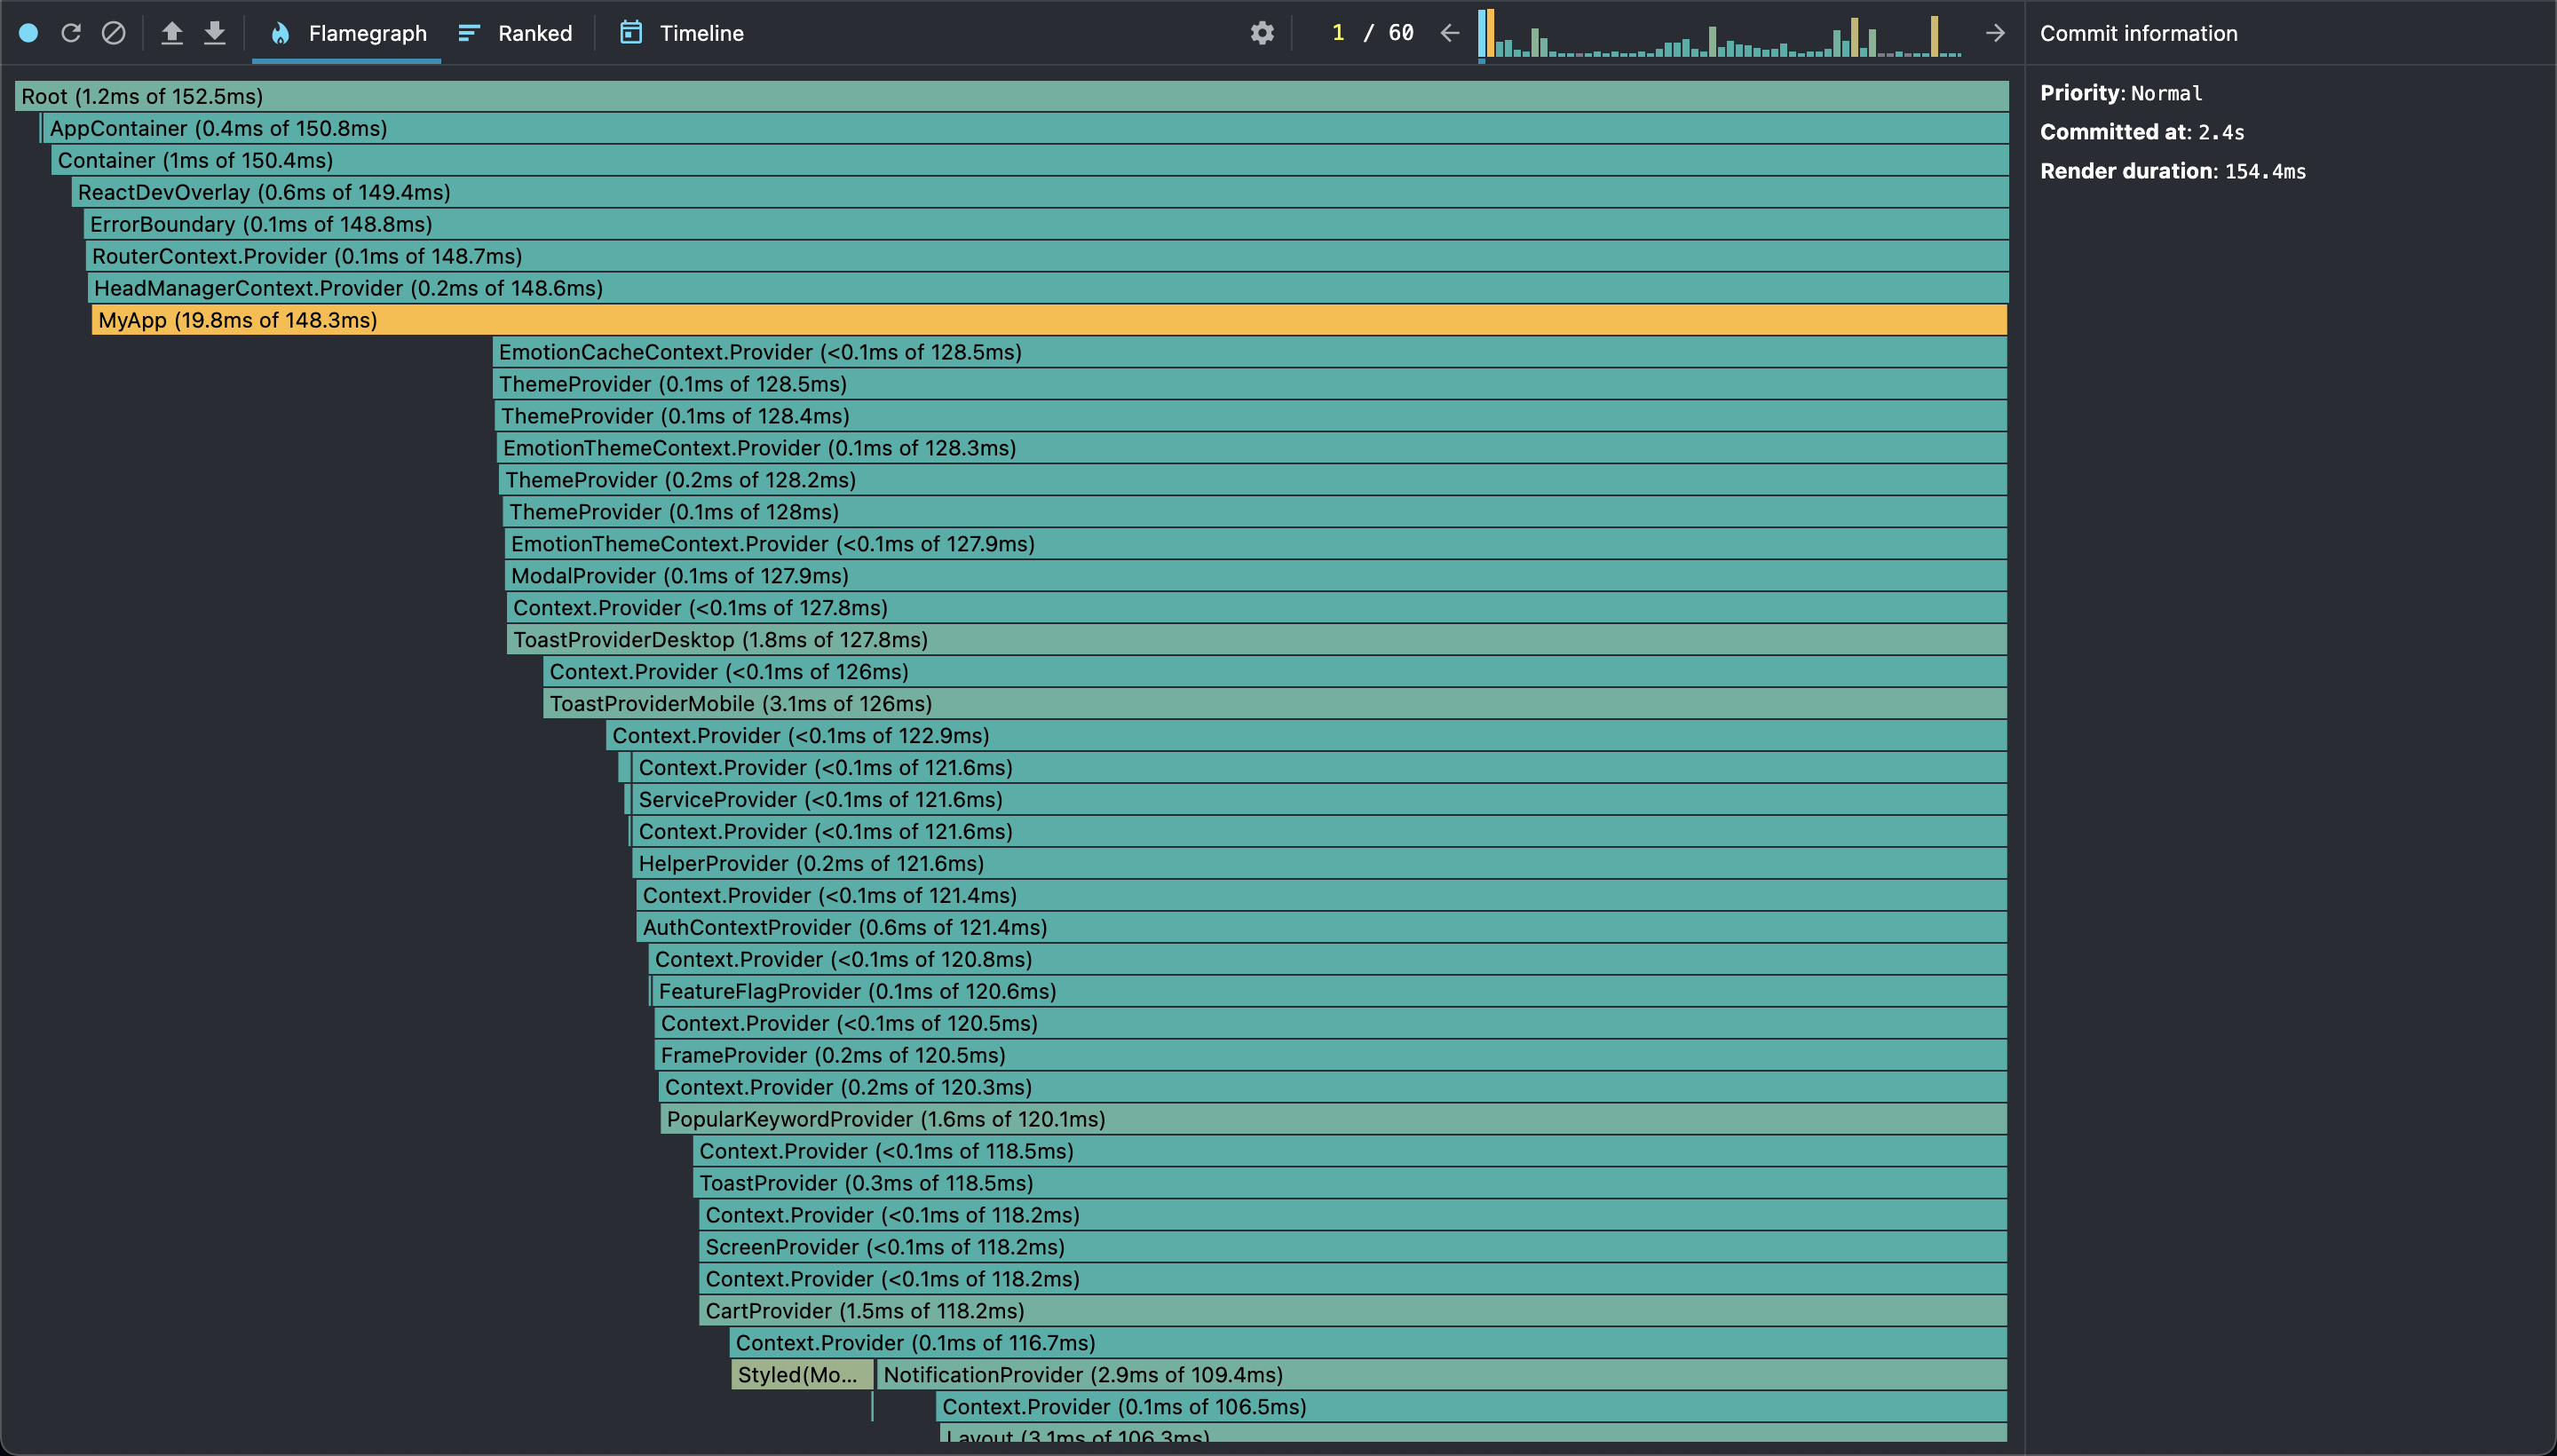 Flamegraph Ranked Timeline 1 / 60 Commit information
Priority: Normal
Committed at: 2.4s
Render duration: 154.4ms
Root (1.2ms of 152.5ms)
AppContainer (0.4ms of 150.8ms)
Container (1ms of 150.4ms)
ReactDevOverlay (0.6ms of 149.4ms)
ErrorBoundary (0.1ms of 148.8ms)
RouterContext.Provider (0.1ms of 148.7ms)
HeadManagerContext.Provider (0.2ms of 148.6ms)
MyApp (19.8ms of 148.3ms)
EmotionCacheContext.Provider (<0.1ms of 128.5ms)
ThemeProvider (0.1ms of 128.5ms)
ThemeProvider (0.1ms of 128.4ms)
EmotionThemeContext.Provider (0.1ms of 128.3ms)
ThemeProvider (0.2ms of 128.2ms)
ThemeProvider (0.1ms of 128ms)
EmotionThemeContext.Provider (<0.1ms of 127.9ms)
ModalProvider (0.1ms of 127.9ms)
Context.Provider (<0.1ms of 127.8ms)
ToastProviderDesktop (1.8ms of 127.8ms)
Context.Provider (<0.1ms of 126ms)
ToastProviderMobile (3.1ms of 126ms)
Context.Provider (<0.1ms of 122.9ms)
Context.Provider (<0.1ms of 121.6ms)
ServiceProvider (<0.1ms of 121.6ms)
Context.Provider (<0.1ms of 121.6ms)
HelperProvider (0.2ms of 121.6ms)
Context.Provider (<0.1ms of 121.4ms)
AuthContextProvider (0.6ms of 121.4ms)
Context.Provider (<0.1ms of 120.8ms)
FeatureFlagProvider (0.1ms of 120.6ms)
Context.Provider (<0.1ms of 120.5ms)
FrameProvider (0.2ms of 120.5ms)
Context.Provider (0.2ms of 120.3ms)
PopularKeywordProvider (1.6ms of 120.1ms)
Context.Provider (<0.1ms of 118.5ms)
ToastProvider (0.3ms of 118.5ms)
Context.Provider (<0.1ms of 118.2ms)
ScreenProvider (<0.1ms of 118.2ms)
Context.Provider (<0.1ms of 118.2ms)
CartProvider (1.5ms of 118.2ms)
Context.Provider (0.1ms of 116.7ms)
Styled(Mo... NotificationProvider (2.9ms of 109.4ms)
Context.Provider (0.1ms of 106.5ms)
Layout (3.1ms of 106.3ms)